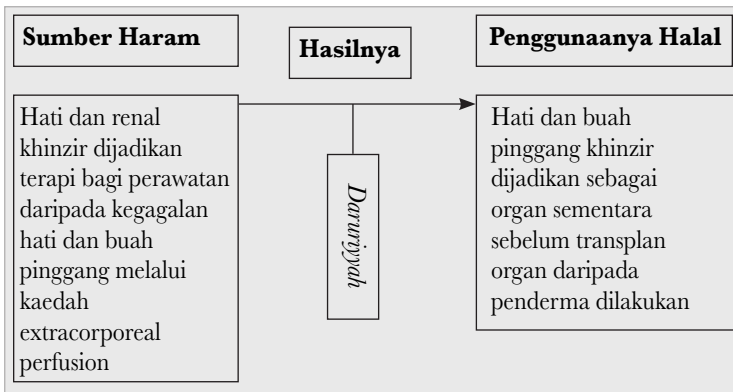 Sumber Haram
Hasilnya
Penggunaanya Halal
Hati dan renal
khinzir dijadikan
terapi bagi perawatan
daripada kegagalan
hati dan buah
pinggang melalui
kaedah
extracorporeal
perfusion
Daruriyyah
Hati dan buah
pinggang khinzir
dijadikan sebagai
organ sementara
sebelum transplan
organ daripada
penderma dilakukan